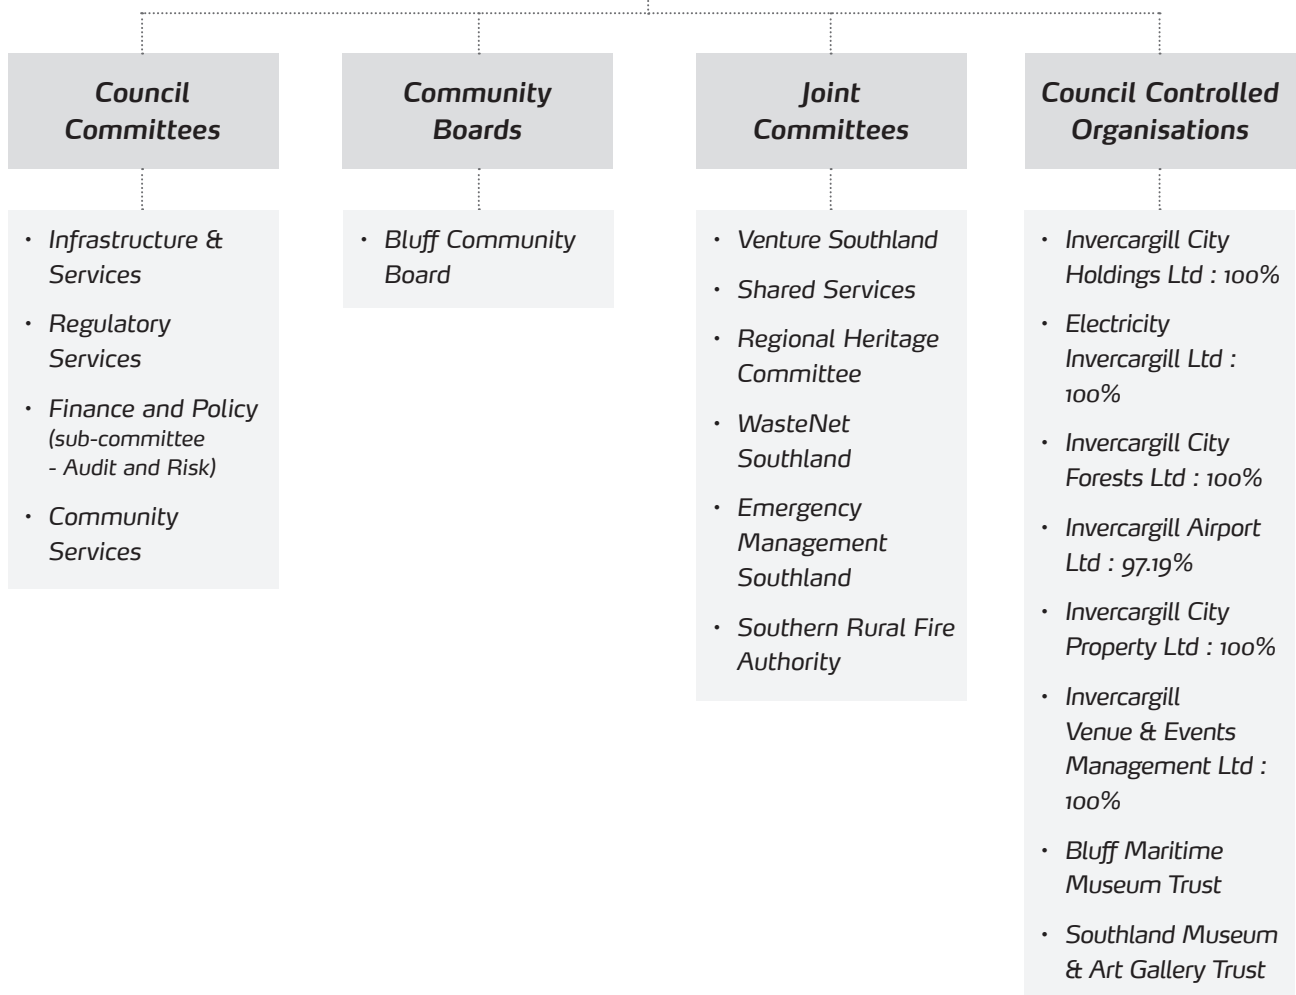 Council
Committees
• Infrastructure &
Services
• Regulatory
Services
• Finance and Policy
(sub-committee
- Audit and Risk)
• Community
Services
Community
Boards
• Bluff Community
Board
Joint
Committees
• Venture Southland
• Shared Services
• Regional Heritage
Committee
• WasteNet
Southland
• Emergency
Management
Southland
• Southern Rural Fire
Authority
Council Controlled
Organisations
• Invercargill City
Holdings Ltd : 100%
• Electricity
Invercargill Ltd :
100%
• Invercargill City
Forests Ltd : 100%
• Invercargill Airport
Ltd : 97.19%
• Invercargill City
Property Ltd : 100%
• Invercargill
Venue & Events
Management Ltd :
100%
• Bluff Maritime
Museum Trust
• Southland Museum
& Art Gallery Trust